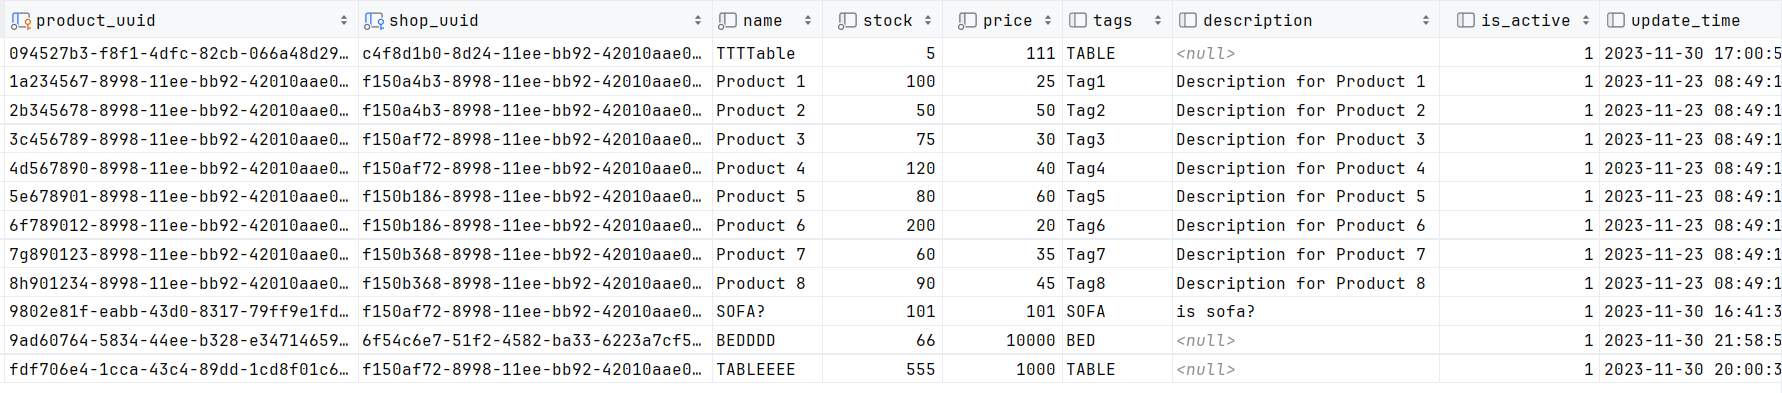 product_uuid shop_uuid name stock price tags description is_active update_time
094527b3-f8f1-4dfc-82cb-066a48d29… c4f8d1b0-8d24-11ee-bb92-42010aae0… TTTTable 5 111 TABLE <null> 1 2023-11-30 17:00:5
1a234567-8998-11ee-bb92-42010aae0… f150a4b3-8998-11ee-bb92-42010aae0… Product 1 100 25 Tag1 Description for Product 1 1 2023-11-23 08:49:1
2b345678-8998-11ee-bb92-42010aae0… f150a4b3-8998-11ee-bb92-42010aae0… Product 2 50 50 Tag2 Description for Product 2 1 2023-11-23 08:49:1
3c456789-8998-11ee-bb92-42010aae0… f150af72-8998-11ee-bb92-42010aae0… Product 3 75 30 Tag3 Description for Product 3 1 2023-11-23 08:49:1
4d567890-8998-11ee-bb92-42010aae0… f150af72-8998-11ee-bb92-42010aae0… Product 4 120 40 Tag4 Description for Product 4 1 2023-11-23 08:49:1
5e678901-8998-11ee-bb92-42010aae0… f150b186-8998-11ee-bb92-42010aae0… Product 5 80 60 Tag5 Description for Product 5 1 2023-11-23 08:49:1
6f789012-8998-11ee-bb92-42010aae0… f150b186-8998-11ee-bb92-42010aae0… Product 6 200 20 Tag6 Description for Product 6 1 2023-11-23 08:49:1
7g890123-8998-11ee-bb92-42010aae0… f150b368-8998-11ee-bb92-42010aae0… Product 7 60 35 Tag7 Description for Product 7 1 2023-11-23 08:49:1
8h901234-8998-11ee-bb92-42010aae0… f150b368-8998-11ee-bb92-42010aae0… Product 8 90 45 Tag8 Description for Product 8 1 2023-11-23 08:49:1
9802e81f-eabb-43d0-8317-79ff9e1fd… f150af72-8998-11ee-bb92-42010aae0… SOFA? 101 101 SOFA is sofa? 1 2023-11-30 16:41:3
9ad60764-5834-44ee-b328-e34714659… 6f54c6e7-51f2-4582-ba33-6223a7cf5… BEDDDD 66 10000 BED <null> 1 2023-11-30 21:58:5
fdf706e4-1cca-43c4-89dd-1cd8f01c6… f150af72-8998-11ee-bb92-42010aae0… TABLEEEE 555 1000 TABLE <null> 1 2023-11-30 20:00:3